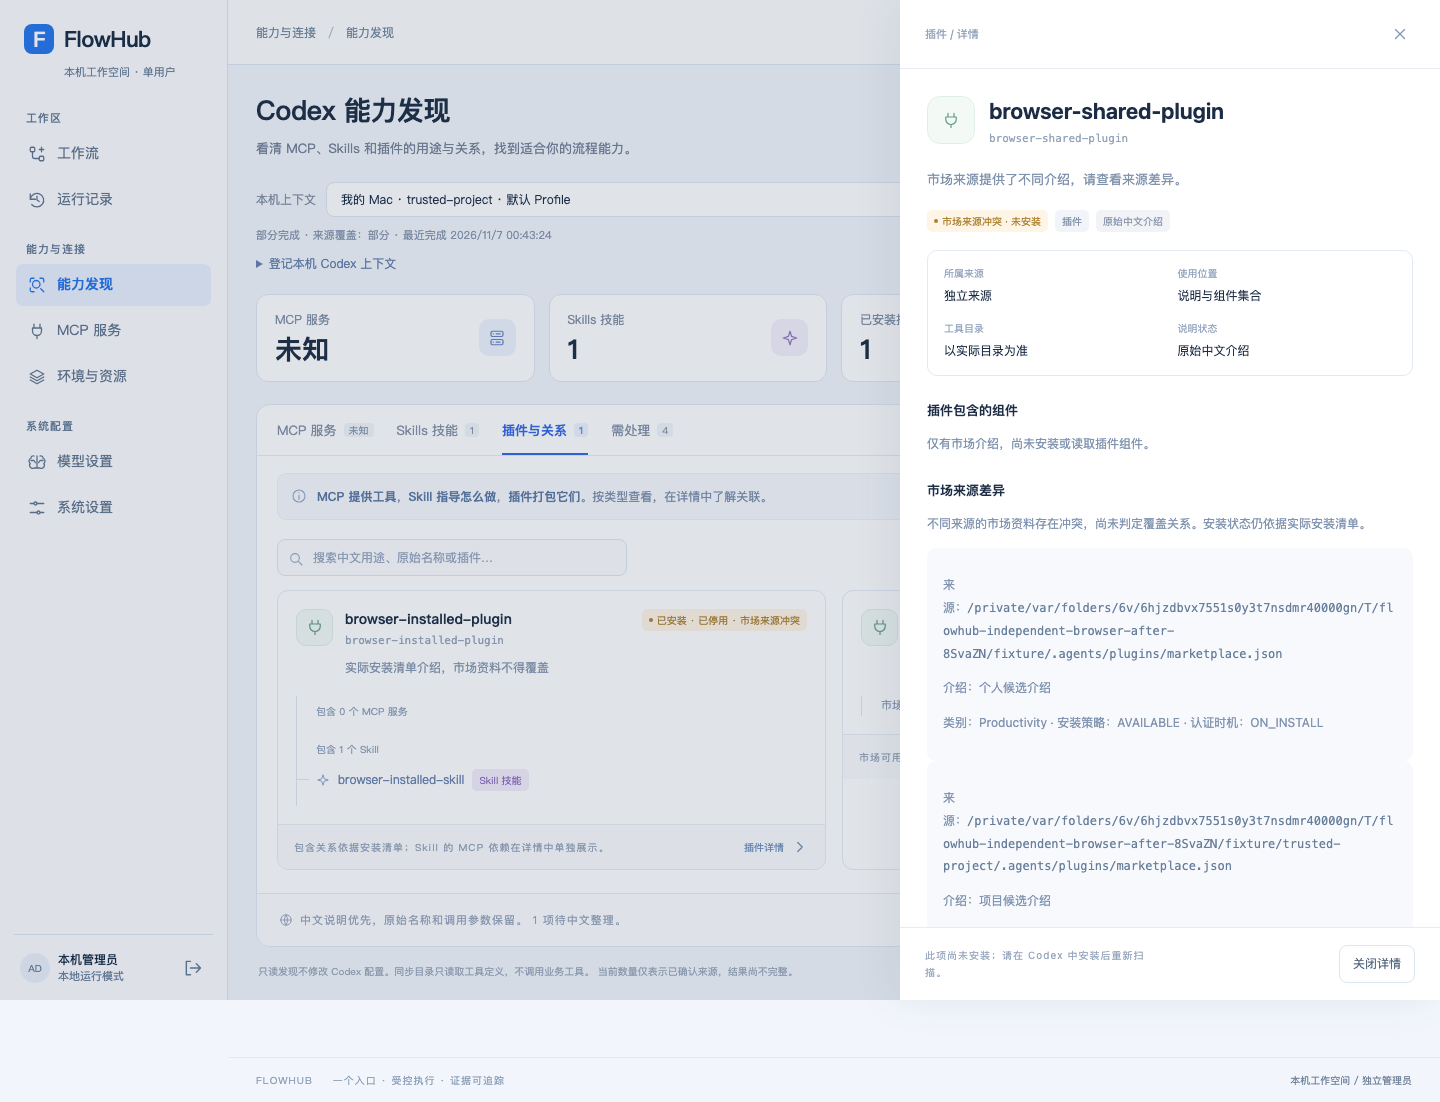 FlowHub
本机工作空间 · 单用户
工作区
工作流
运行记录
能力与连接
能力发现
MCP 服务
环境与资源
系统配置
模型设置
系统设置
AD
本机管理员
本地运行模式
能力与连接 / 能力发现
Codex 能力发现
看清 MCP、Skills 和插件的用途与关系，找到适合你的流程能力。
本机上下文
我的 Mac · trusted-project · 默认 Profile
部分完成 · 来源覆盖：部分 · 最近完成 2026/11/7 00:43:24
登记本机 Codex 上下文
MCP 服务
未知
Skills 技能
1
已安装
1
MCP 服务 未知
Skills 技能 1
插件与关系 1
需处理 4
MCP 提供工具，Skill 指导怎么做，插件打包它们。按类型查看，在详情中了解关联。
搜索中文用途、原始名称或插件...
browser-installed-plugin
已安装 · 已停用 · 市场来源冲突
browser-installed-plugin
实际安装清单介绍，市场资料不得覆盖
包含 0 个 MCP 服务
包含 1 个 Skill
browser-installed-skill Skill 技能
包含关系依据安装清单；Skill 的 MCP 依赖在详情中单独展示。
插件详情
市场
市场可用
中文说明优先，原始名称和调用参数保留。 1 项待中文整理。
只读发现不修改 Codex 配置。同步目录只读取工具定义，不调用业务工具。 当前数量仅表示已确认来源，结果尚不完整。
插件 / 详情
browser-shared-plugin
browser-shared-plugin
市场来源提供了不同介绍，请查看来源差异。
市场来源冲突 · 未安装
插件
原始中文介绍
所属来源
独立来源
使用位置
说明与组件集合
工具目录
以实际目录为准
说明状态
原始中文介绍
插件包含的组件
仅有市场介绍，尚未安装或读取插件组件。
市场来源差异
不同来源的市场资料存在冲突，尚未判定覆盖关系。安装状态仍依据实际安装清单。
来
源：/private/var/folders/6v/6hjzdbvx7551s0y3t7nsdmr40000gn/T/fl
owhub-independent-browser-after-
8SvaZN/fixture/.agents/plugins/marketplace.json
介绍：个人候选介绍
类别：Productivity · 安装策略：AVAILABLE · 认证时机：ON_INSTALL
来
源：/private/var/folders/6v/6hjzdbvx7551s0y3t7nsdmr40000gn/T/fl
owhub-independent-browser-after-8SvaZN/fixture/trusted-
project/.agents/plugins/marketplace.json
介绍：项目候选介绍
此项尚未安装；请在 Codex 中安装后重新扫
描。
关闭详情
FLOWHUB
一个入口 · 受控执行 · 证据可追踪
本机工作空间 / 独立管理员